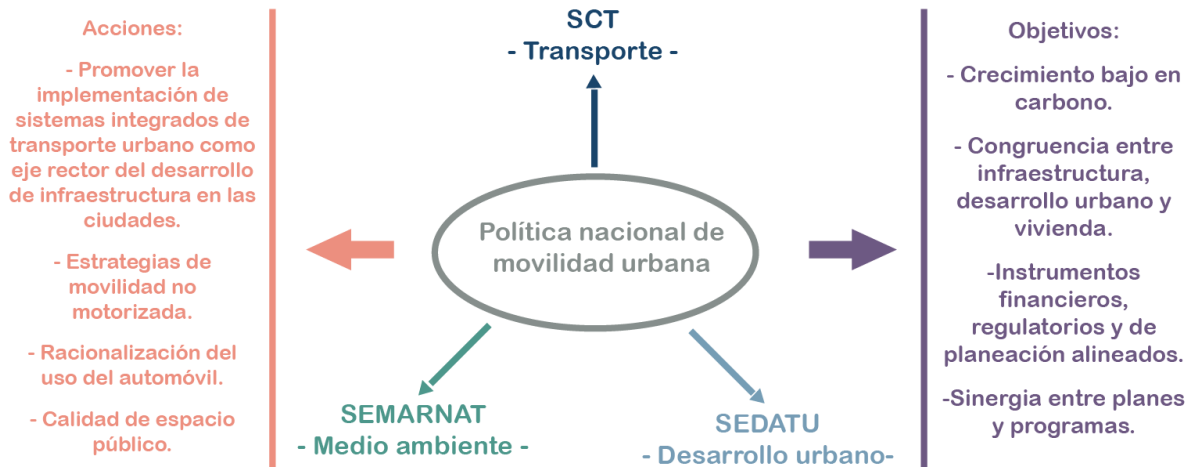 Acciones:
- Promover la
implementación de
sistemas integrados de
transporte urbano como
eje rector del desarrollo
de infraestructura en las
ciudades.
- Estrategias de
movilidad no
motorizada.
- Racionalización del
uso del automóvil.
- Calidad de espacio
público.
SCT
- Transporte -
Política nacional de
movilidad urbana
SEMARNAT
- Medio ambiente -
SEDATU
- Desarrollo urbano-
Objetivos:
- Crecimiento bajo en
carbono.
- Congruencia entre
infraestructura,
desarrollo urbano y
vivienda.
-Instrumentos
financieros,
regulatorios y de
planeación alineados.
-Sinergia entre planes
y programas.